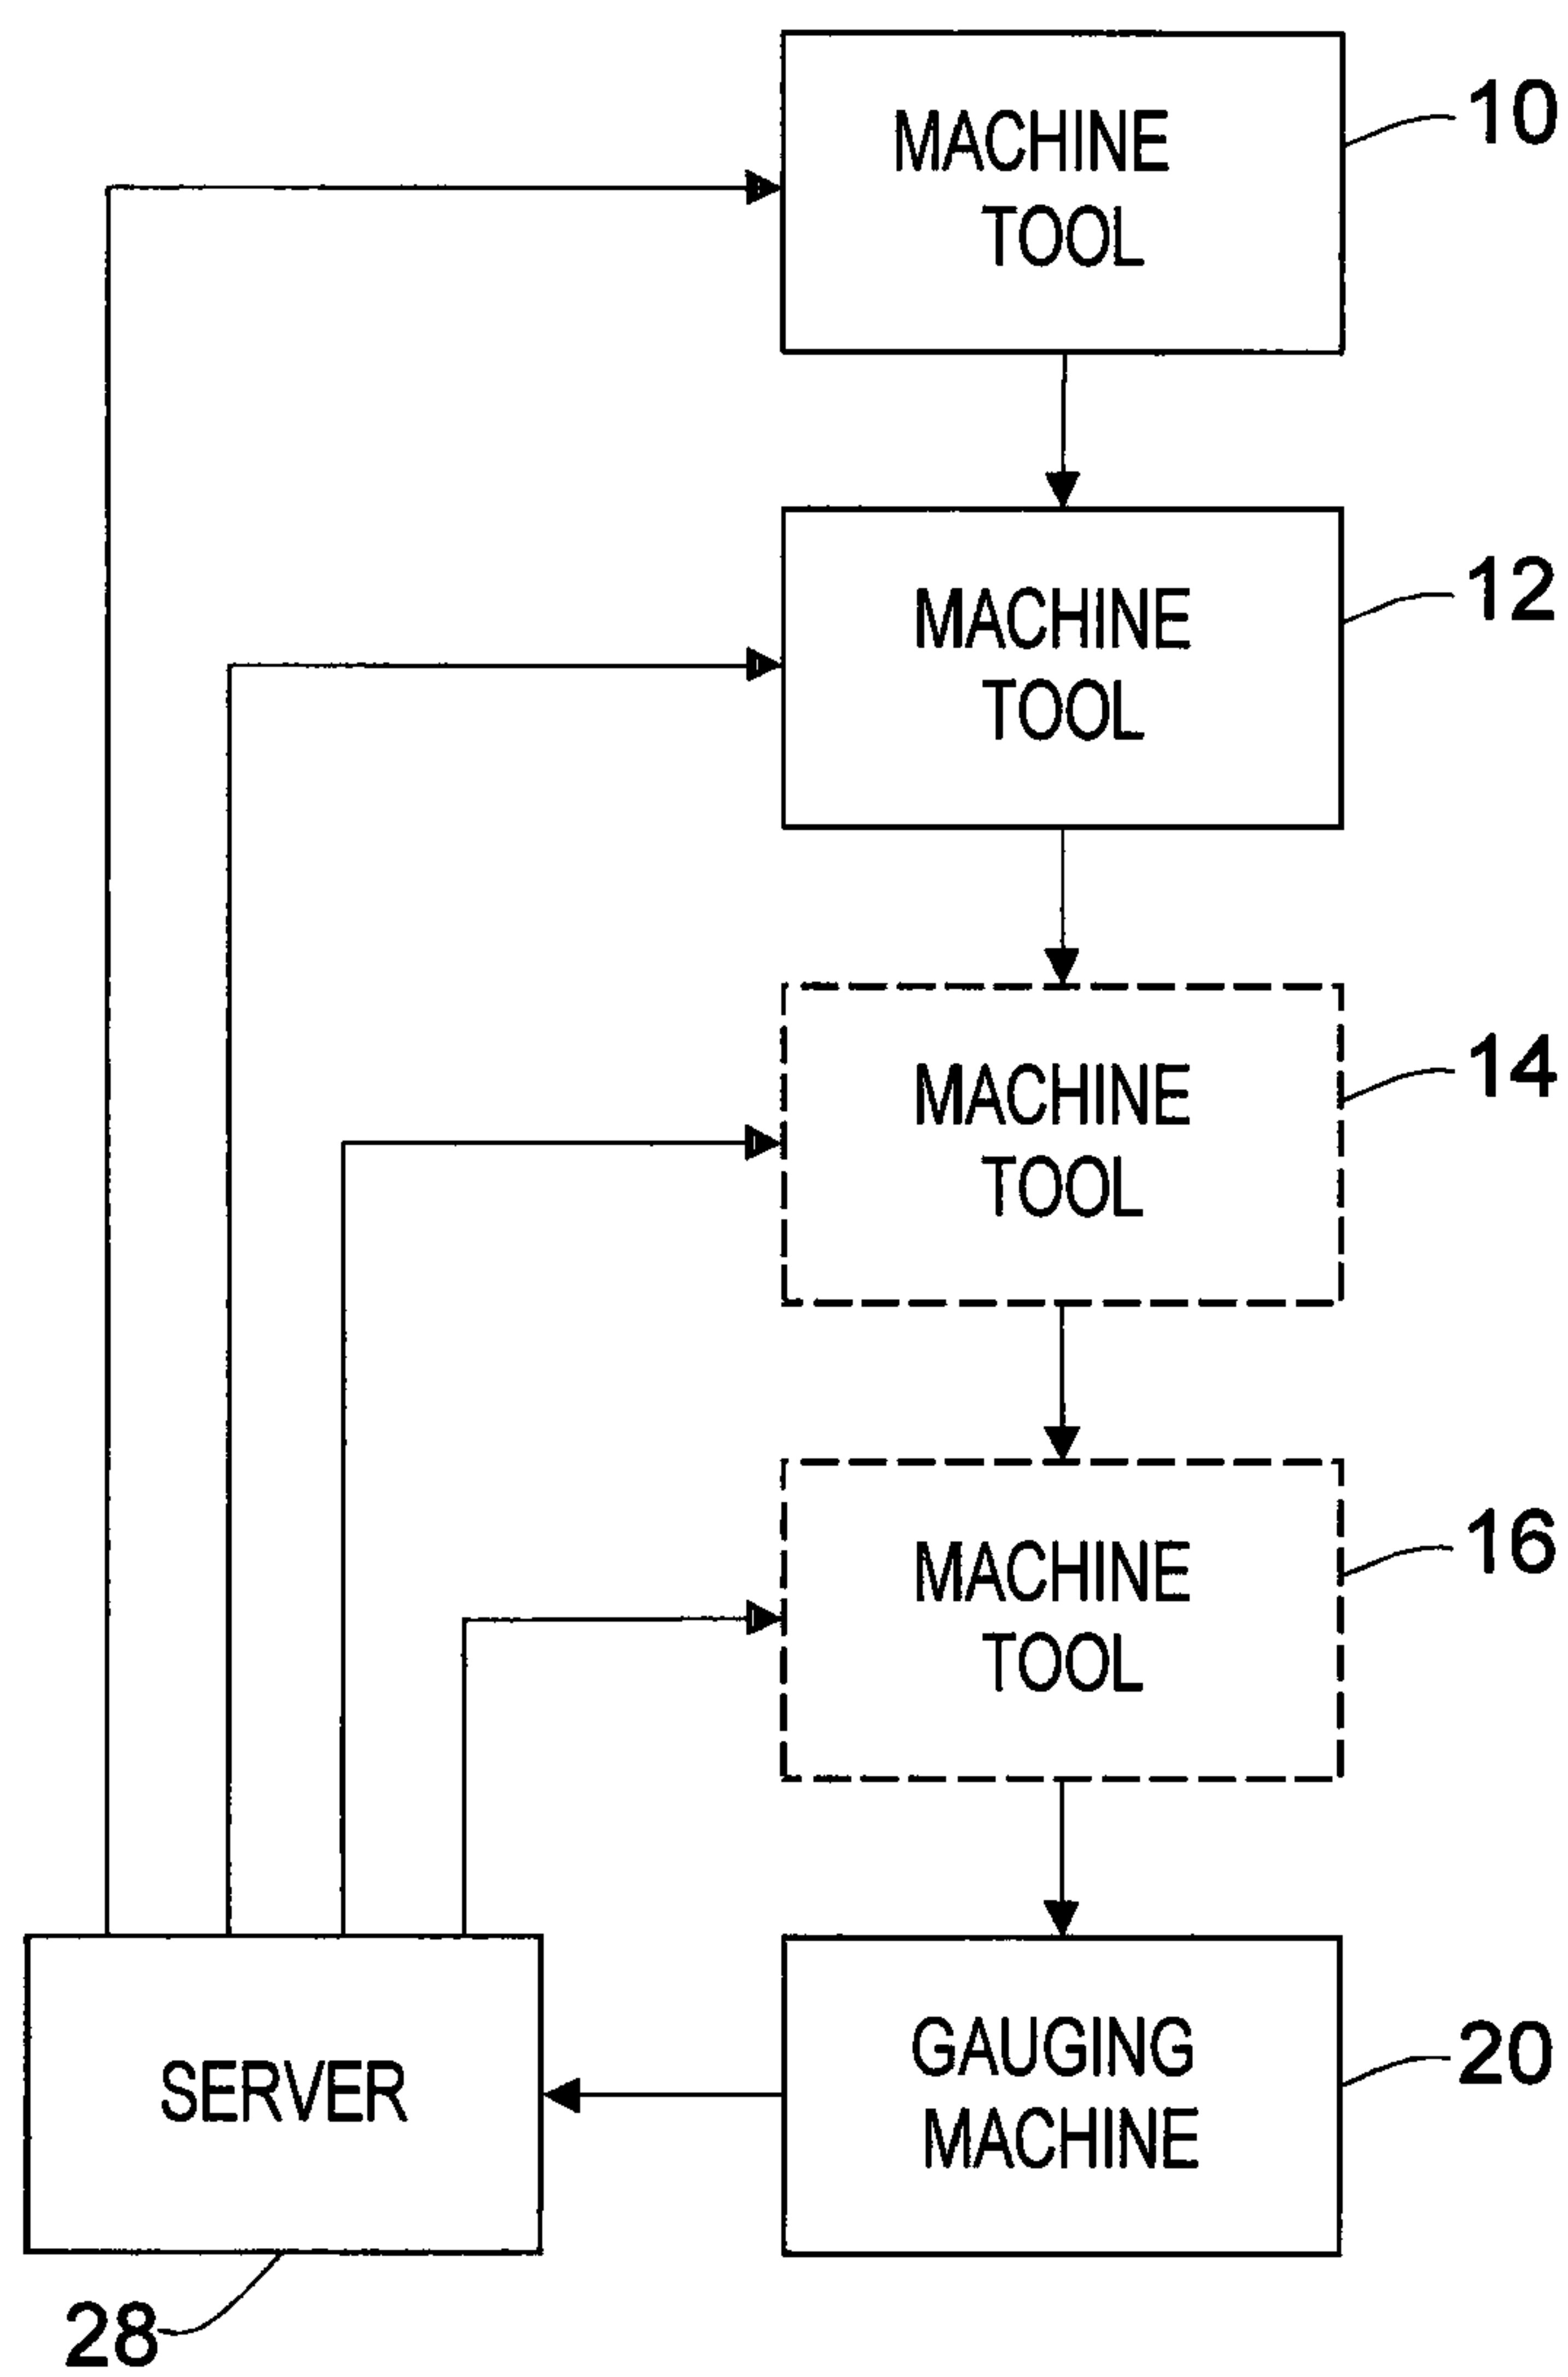 MACHINE
TOOL
10
MACHINE
TOOL
12
MACHINE
TOOL
14
MACHINE
TOOL
16
GAUGING
MACHINE
20
SERVER
28